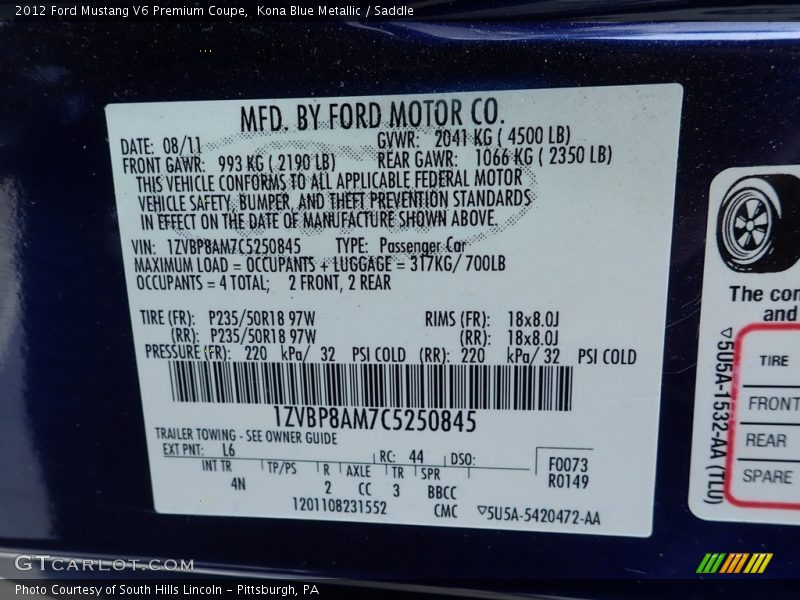 2012 Ford Mustang V6 Premium Coupe,  Kona Blue Metallic / Saddle
MFD. BY FORD MOTOR CO.
DATE: 08/11 GVWR: 2041 KG ( 4500 LB)
FRONT GAWR: 993 KG ( 2190 LB) REAR GAWR: 1066 KG ( 2350 LB)
THIS VEHICLE CONFORMS TO ALL APPLICABLE FEDERAL MOTOR
VEHICLE SAFETY, BUMPER, AND THEFT PREVENTION STANDARDS
IN EFFECT ON THE DATE OF MANUFACTURE SHOWN ABOVE.
VIN: 1ZVBP8AM7C5250845 TYPE: Passenger Car
MAXIMUM LOAD = OCCUPANTS + LUGGAGE = 317KG/ 700LB
OCCUPANTS = 4 TOTAL; 2 FRONT, 2 REAR
TIRE (FR): P235/50R18 97W RIMS (FR): 18x8.0J
(RR): P235/50R18 97W (RR): 18x8.0J
PRESSURE (FR): 220 kPa/ 32 PSI COLD (RR): 220 kPa/ 32 PSI COLD
1ZVBP8AM7C5250845
TRAILER TOWING - SEE OWNER GUIDE
EXT PNT: L6 RC: 44 DSO:
INT TR TP/PS R AXLE TR SPR
4N 2 CC 3 BBCC
F0073
R0149
1201108231552 CMC ▽5U5A-5420472-AA
The con
and
TIRE
FRONT
REAR
SPARE
▽5U5A-1532-AA (TLU)
GTCARLOT.COM
Photo Courtesy of South Hills Lincoln - Pittsburgh, PA